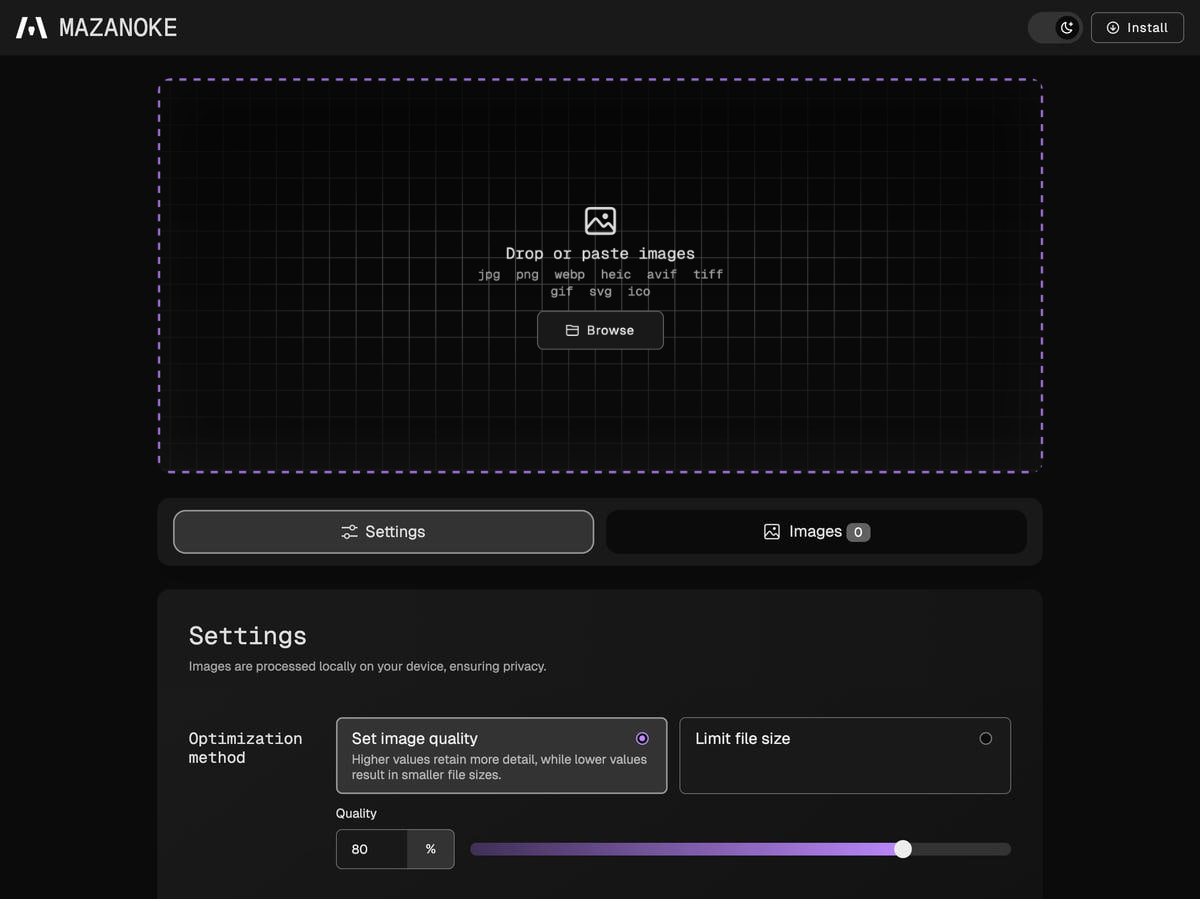 MAZANOKE
Install
Drop or paste images
jpg png webp heic avif tiff
gif svg ico
Browse
Settings
Images 0
Settings
Images are processed locally on your device, ensuring privacy.
Optimization
method
Set image quality
Higher values retain more detail, while lower values
result in smaller file sizes.
Limit file size
Quality
80 %